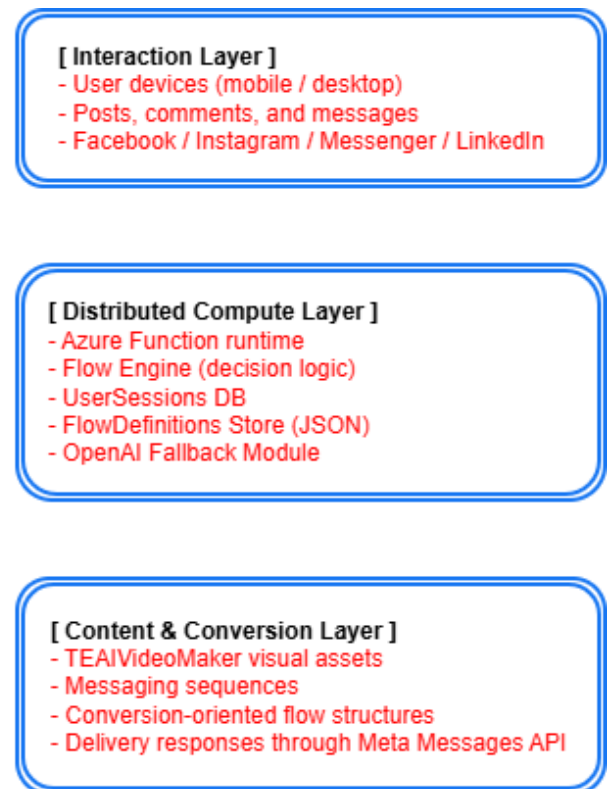 [ Interaction Layer ]
- User devices (mobile / desktop)
- Posts, comments, and messages
- Facebook / Instagram / Messenger / LinkedIn
[ Distributed Compute Layer ]
- Azure Function runtime
- Flow Engine (decision logic)
- UserSessions DB
- FlowDefinitions Store (JSON)
- OpenAI Fallback Module
[ Content & Conversion Layer ]
- TEAIVideoMaker visual assets
- Messaging sequences
- Conversion-oriented flow structures
- Delivery responses through Meta Messages API